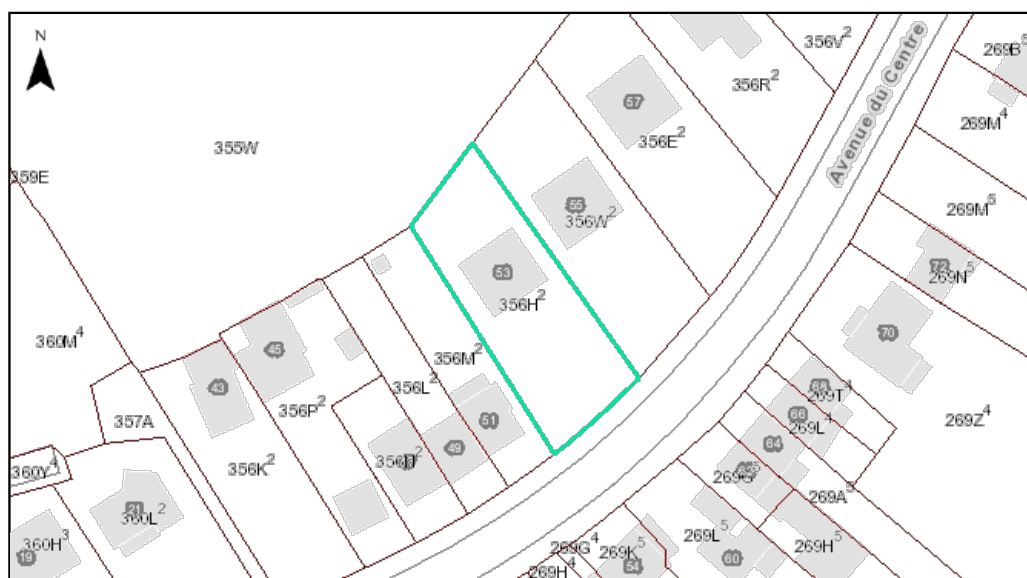 N
356V²
269B⁵
Avenue du Centre
356R²
57
269M⁴
356E²
355W
359E
55
356W²
269M⁶
72
269N⁵
53
356H²
70
360M⁴
45
356M²
43
356L²
68
269T⁴
356P²
66
269L⁴
357A
51
269Z⁴
49
64
356K²
360Y⁴
269A⁵
21
360L²
269L⁵
360H³
19
269G⁴
269K⁵
269H⁵
60
54
269H⁴